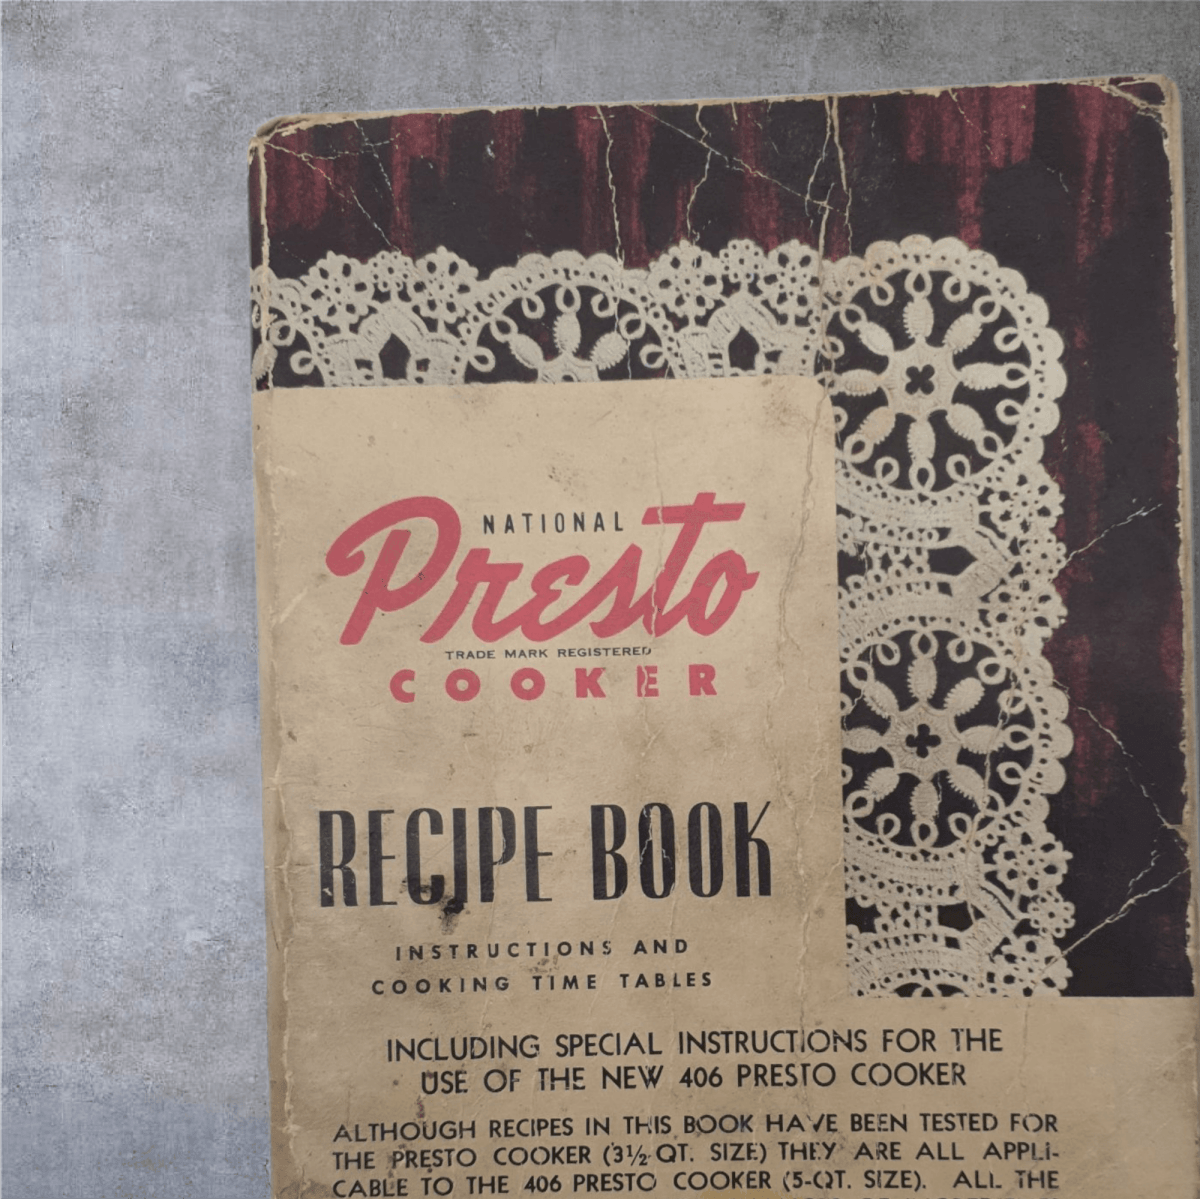 NATIONAL
Presto
TRADE MARK REGISTERED
COOKER
RECIPE BOOK
INSTRUCTIONS AND
COOKING TIME TABLES
INCLUDING SPECIAL INSTRUCTIONS FOR THE
USE OF THE NEW 406 PRESTO COOKER
ALTHOUGH RECIPES IN THIS BOOK HAVE BEEN TESTED FOR
THE PRESTO COOKER (3½ QT. SIZE) THEY ARE ALL APPLI-
CABLE TO THE 406 PRESTO COOKER (5-QT. SIZE). ALL THE